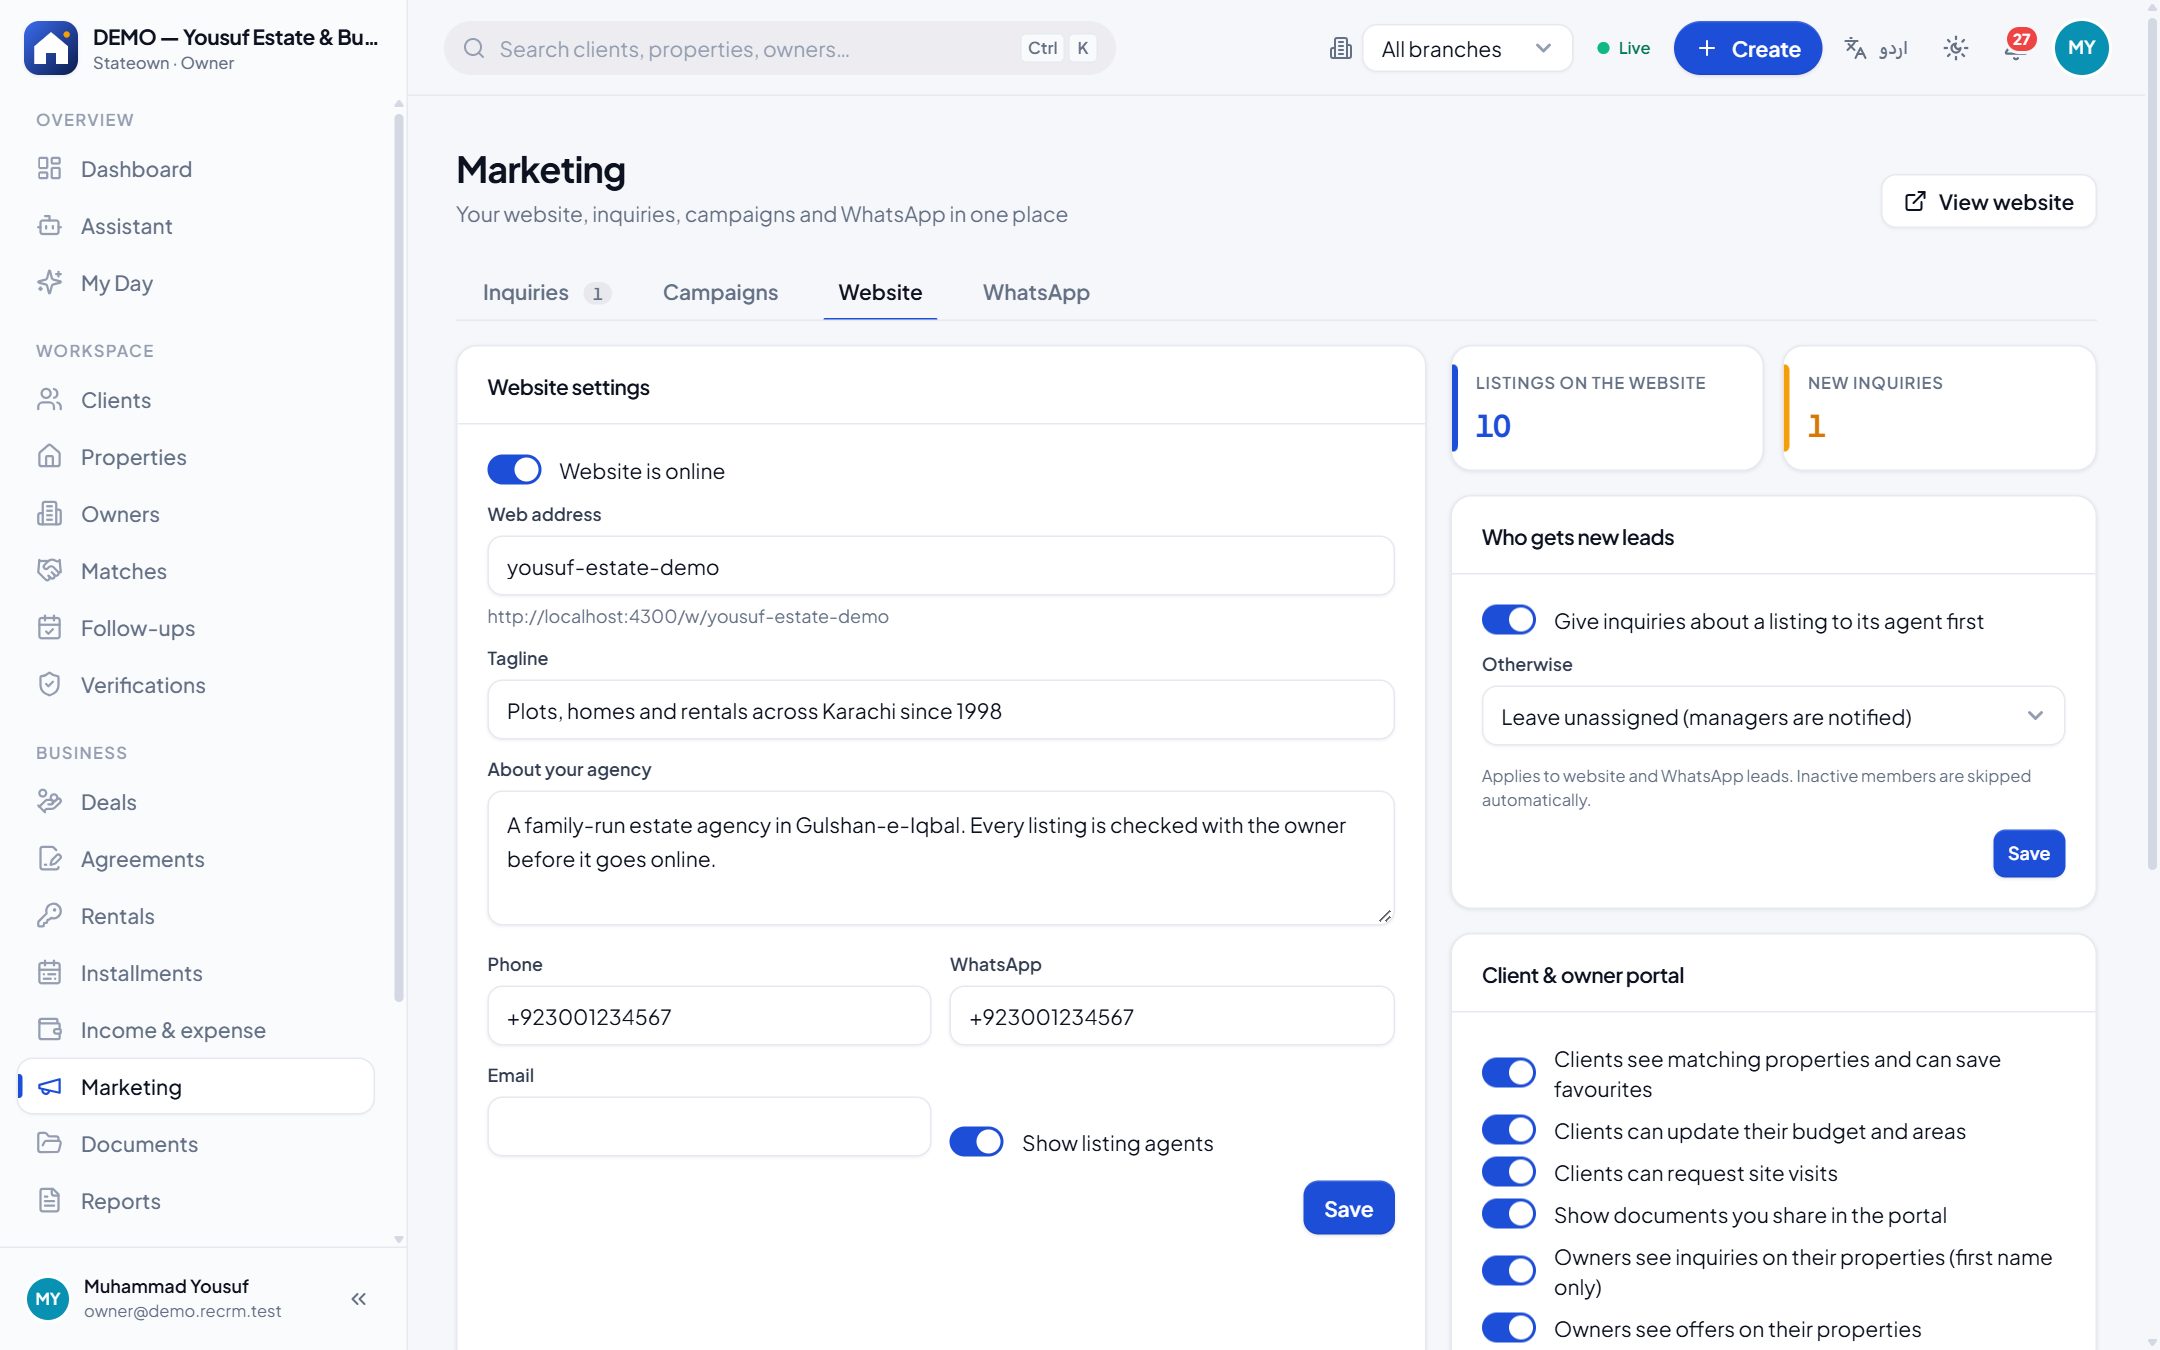 DEMO — Yousuf Estate & Bu...
Stateown · Owner
OVERVIEW
Dashboard
Assistant
My Day
WORKSPACE
Clients
Properties
Owners
Matches
Follow-ups
Verifications
BUSINESS
Deals
Agreements
Rentals
Installments
Income & expense
Marketing
Documents
Reports
MY
Muhammad Yousuf
owner@demo.recrm.test
Search clients, properties, owners...
Ctrl K
All branches
Live
Create
اردو
27
MY
Marketing
Your website, inquiries, campaigns and WhatsApp in one place
View website
Inquiries 1
Campaigns
Website
WhatsApp
Website settings
Website is online
Web address
yousuf-estate-demo
http://localhost:4300/w/yousuf-estate-demo
Tagline
Plots, homes and rentals across Karachi since 1998
About your agency
A family-run estate agency in Gulshan-e-Iqbal. Every listing is checked with the owner
before it goes online.
Phone
+923001234567
WhatsApp
+923001234567
Email
Show listing agents
Save
LISTINGS ON THE WEBSITE
10
NEW INQUIRIES
1
Who gets new leads
Give inquiries about a listing to its agent first
Otherwise
Leave unassigned (managers are notified)
Applies to website and WhatsApp leads. Inactive members are skipped
automatically.
Save
Client & owner portal
Clients see matching properties and can save
favourites
Clients can update their budget and areas
Clients can request site visits
Show documents you share in the portal
Owners see inquiries on their properties (first name
only)
Owners see offers on their properties